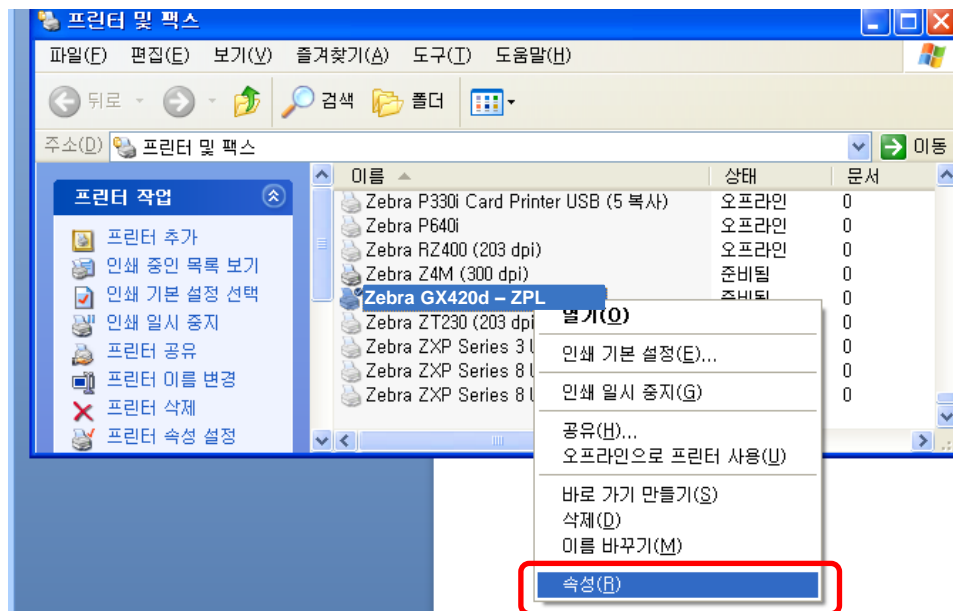 프린터 및 팩스
파일(F) 편집(E) 보기(V) 즐겨찾기(A) 도구(T) 도움말(H)
뒤로 검색 폴더
주소(D) 프린터 및 팩스 이동
프린터 작업
프린터 추가
인쇄 중인 목록 보기
인쇄 기본 설정 선택
인쇄 일시 중지
프린터 공유
프린터 이름 변경
프린터 삭제
프린터 속성 설정
이름 상태 문서
Zebra P330i Card Printer USB (5 복사) 오프라인 0
Zebra P640i 오프라인 0
Zebra RZ400 (203 dpi) 오프라인 0
Zebra Z4M (300 dpi) 준비됨 0
Zebra GX420d – ZPL 준비됨 0
Zebra ZT230 (203 dpi 0
Zebra ZXP Series 3 U 0
Zebra ZXP Series 8 U 0
Zebra ZXP Series 8 U 0
열기(O)
인쇄 기본 설정(E)...
인쇄 일시 중지(G)
공유(H)...
오프라인으로 프린터 사용(U)
바로 가기 만들기(S)
삭제(D)
이름 바꾸기(M)
속성(R)